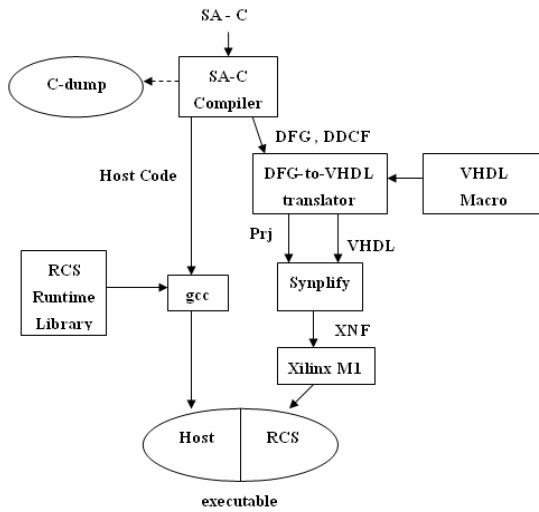 SA - C
C-dump
SA-C
Compiler
DFG , DDCF
Host Code
DFG-to-VHDL
translator
VHDL
Macro
Prj
VHDL
RCS
Runtime
Library
gcc
Synplify
XNF
Xilinx M1
Host
RCS
executable